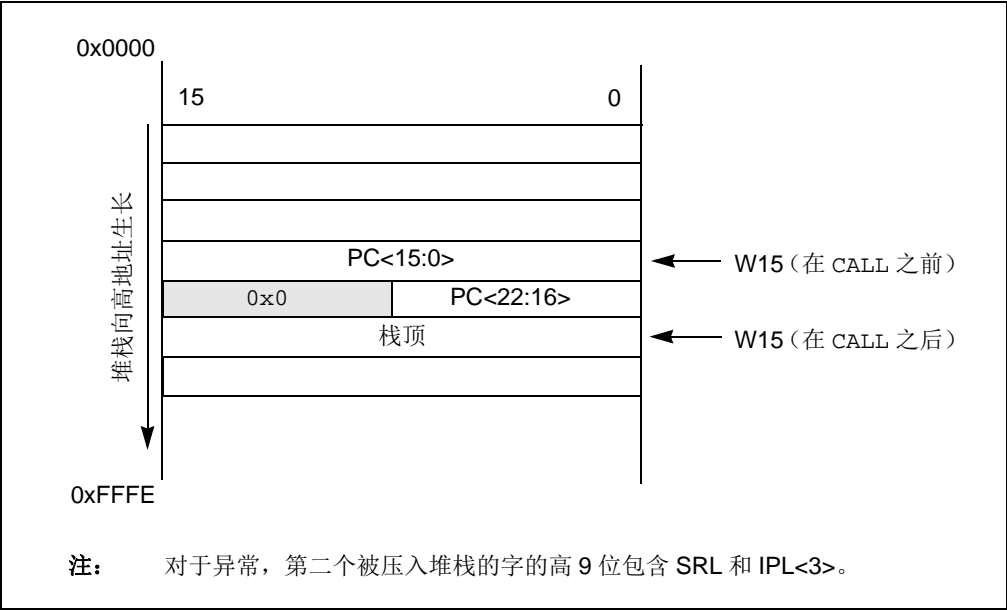 0x0000
15 0
堆栈向高地址生长
PC<15:0>
W15（在 CALL 之前）
0x0 PC<22:16>
栈顶
W15（在 CALL 之后）
0xFFFE
注： 对于异常，第二个被压入堆栈的字的高 9 位包含 SRL 和 IPL<3>。